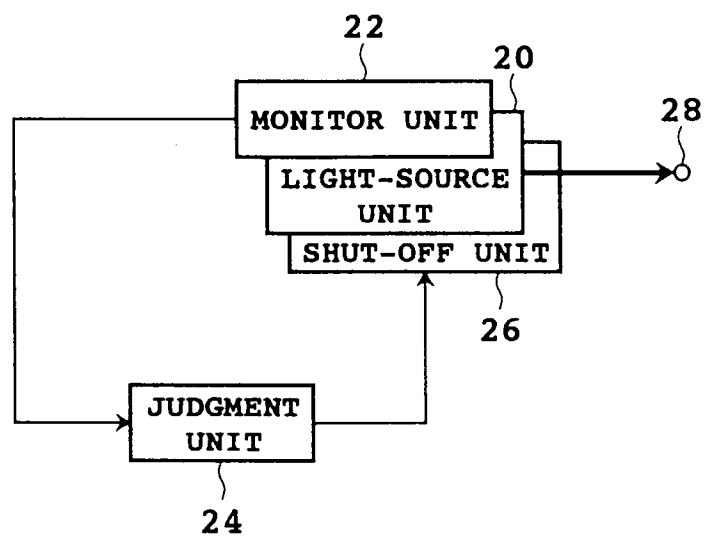 22
20
MONITOR UNIT
28
LIGHT-SOURCE
UNIT
SHUT-OFF UNIT
26
JUDGMENT
UNIT
24